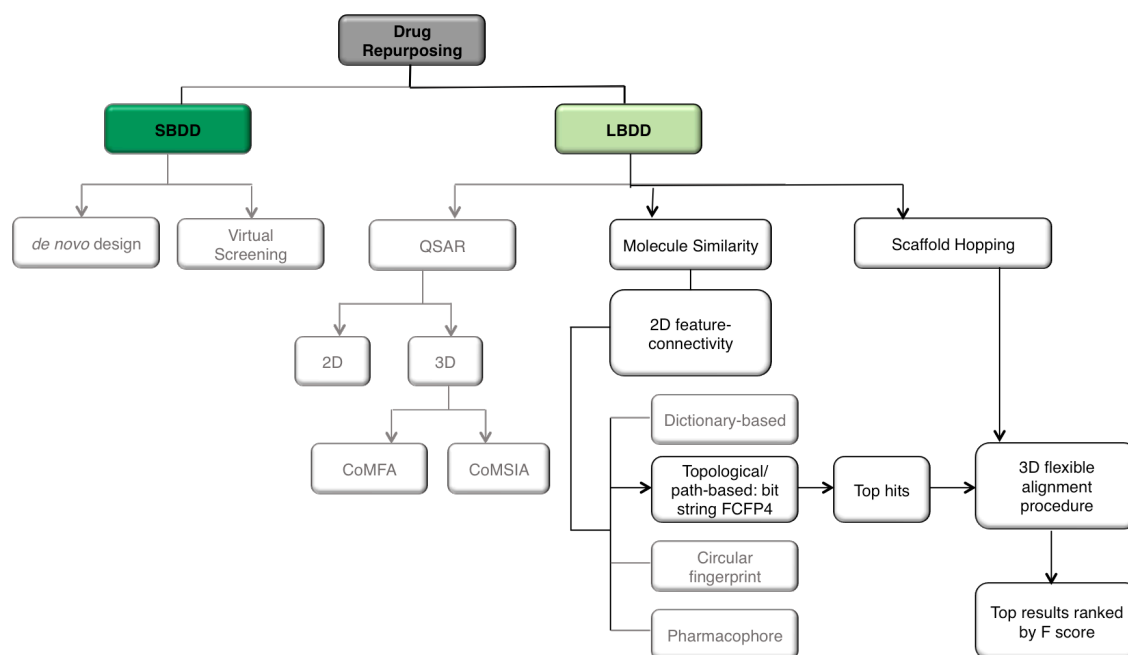 Drug
Repurposing
SBDD
LBDD
de novo design
Virtual
Screening
QSAR
Molecule Similarity
Scaffold Hopping
2D feature-
connectivity
2D
3D
CoMFA
CoMSIA
Dictionary-based
Topological/
path-based: bit
string FCFP4
Top hits
3D flexible
alignment
procedure
Circular
fingerprint
Pharmacophore
Top results ranked
by F score